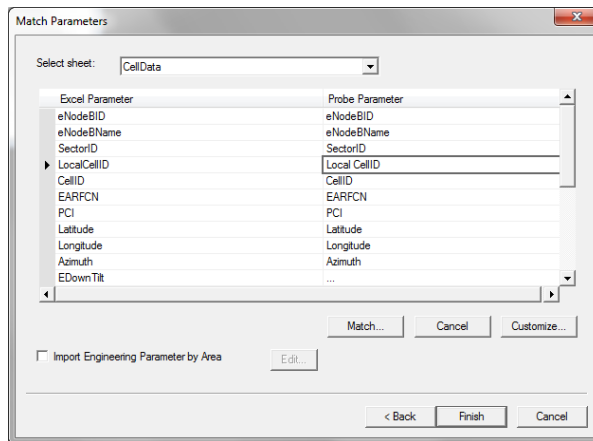 Match Parameters
Select sheet: CellData
Excel Parameter Probe Parameter
eNodeBID eNodeBID
eNodeBName eNodeBName
SectorID SectorID
LocalCellID Local CellID
CellID CellID
EARFCN EARFCN
PCI PCI
Latitude Latitude
Longitude Longitude
Azimuth Azimuth
EDownTilt ...
Match... Cancel Customize...
Import Engineering Parameter by Area Edit...
< Back Finish Cancel